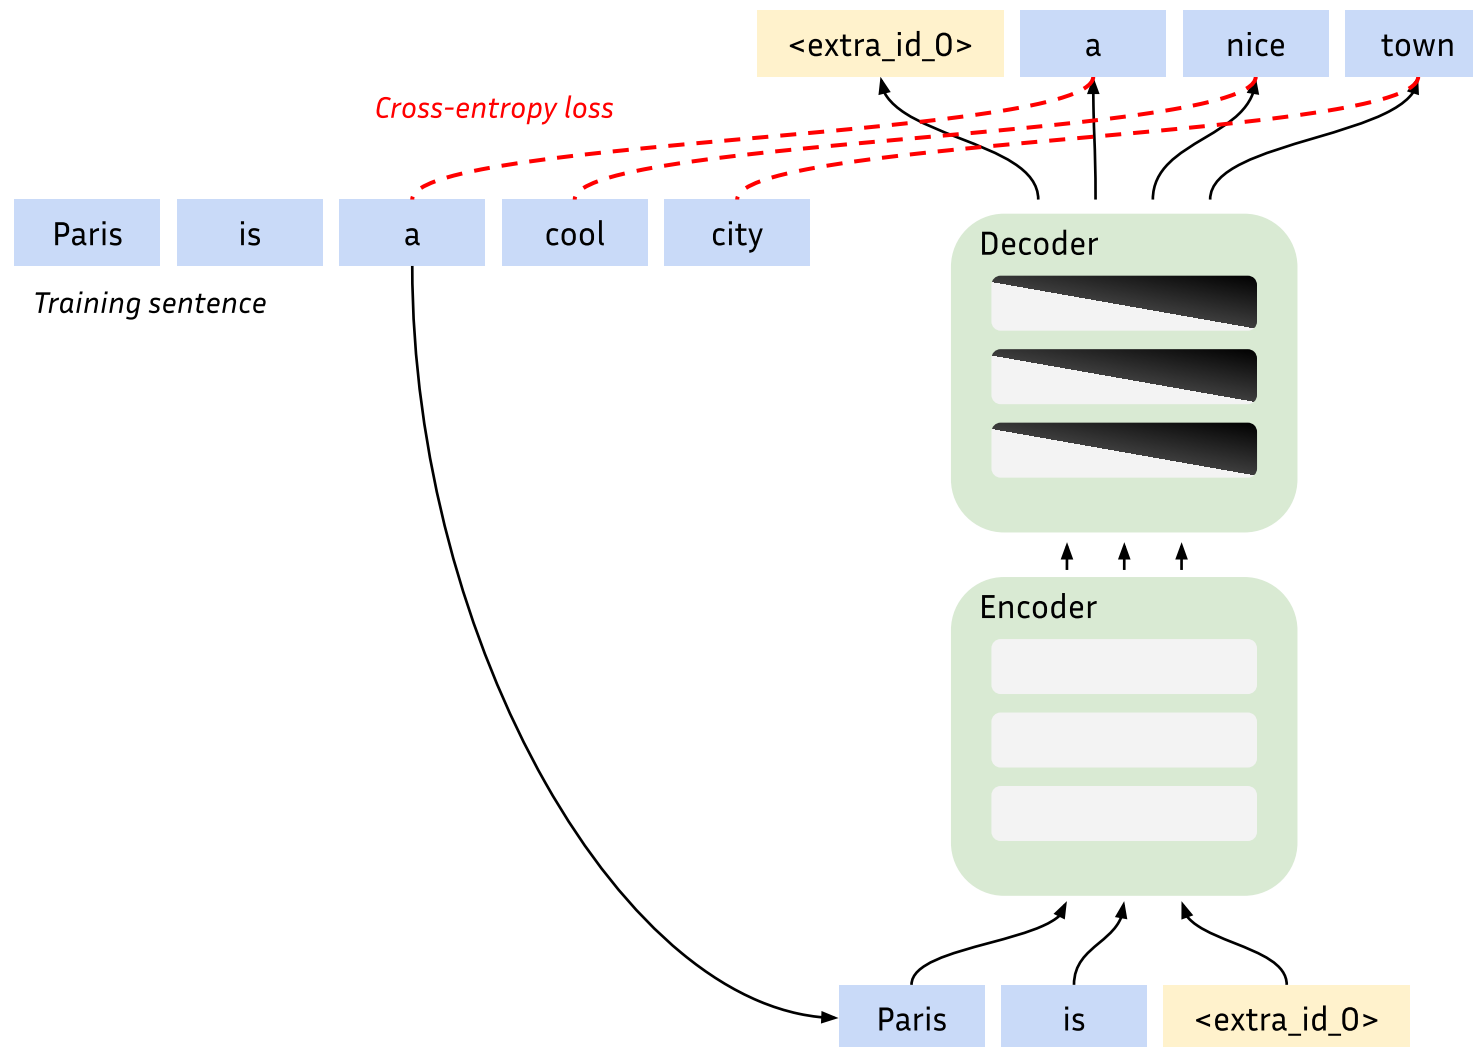 <extra_id_0> a nice town
Cross-entropy loss
Paris is a cool city
Training sentence
Decoder
Encoder
Paris is <extra_id_0>